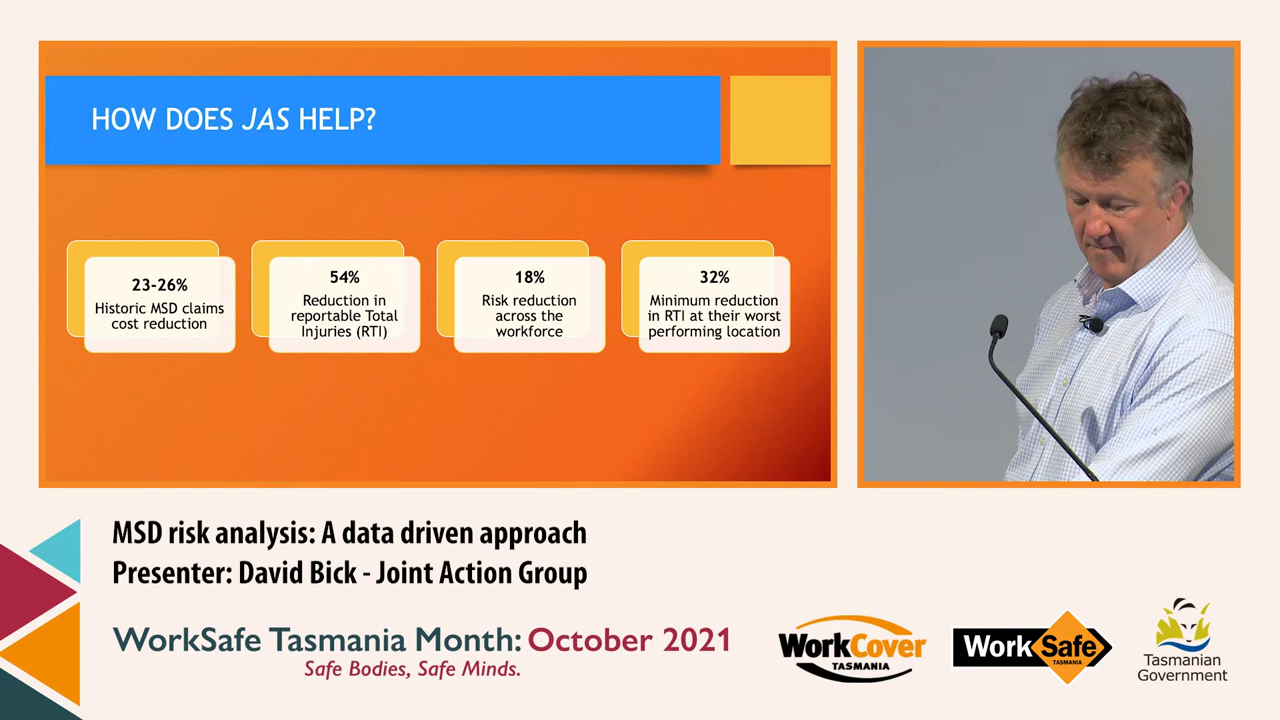 HOW DOES JAS HELP?
23-26%
Historic MSD claims
cost reduction
54%
Reduction in
reportable Total
Injuries (RTI)
18%
Risk reduction
across the
workforce
32%
Minimum reduction
in RTI at their worst
performing location
MSD risk analysis: A data driven approach
Presenter: David Bick - Joint Action Group
WorkSafe Tasmania Month: October 2021
Safe Bodies, Safe Minds.
WorkCover
TASMANIA
WorkSafe
TASMANIA
Tasmanian
Government